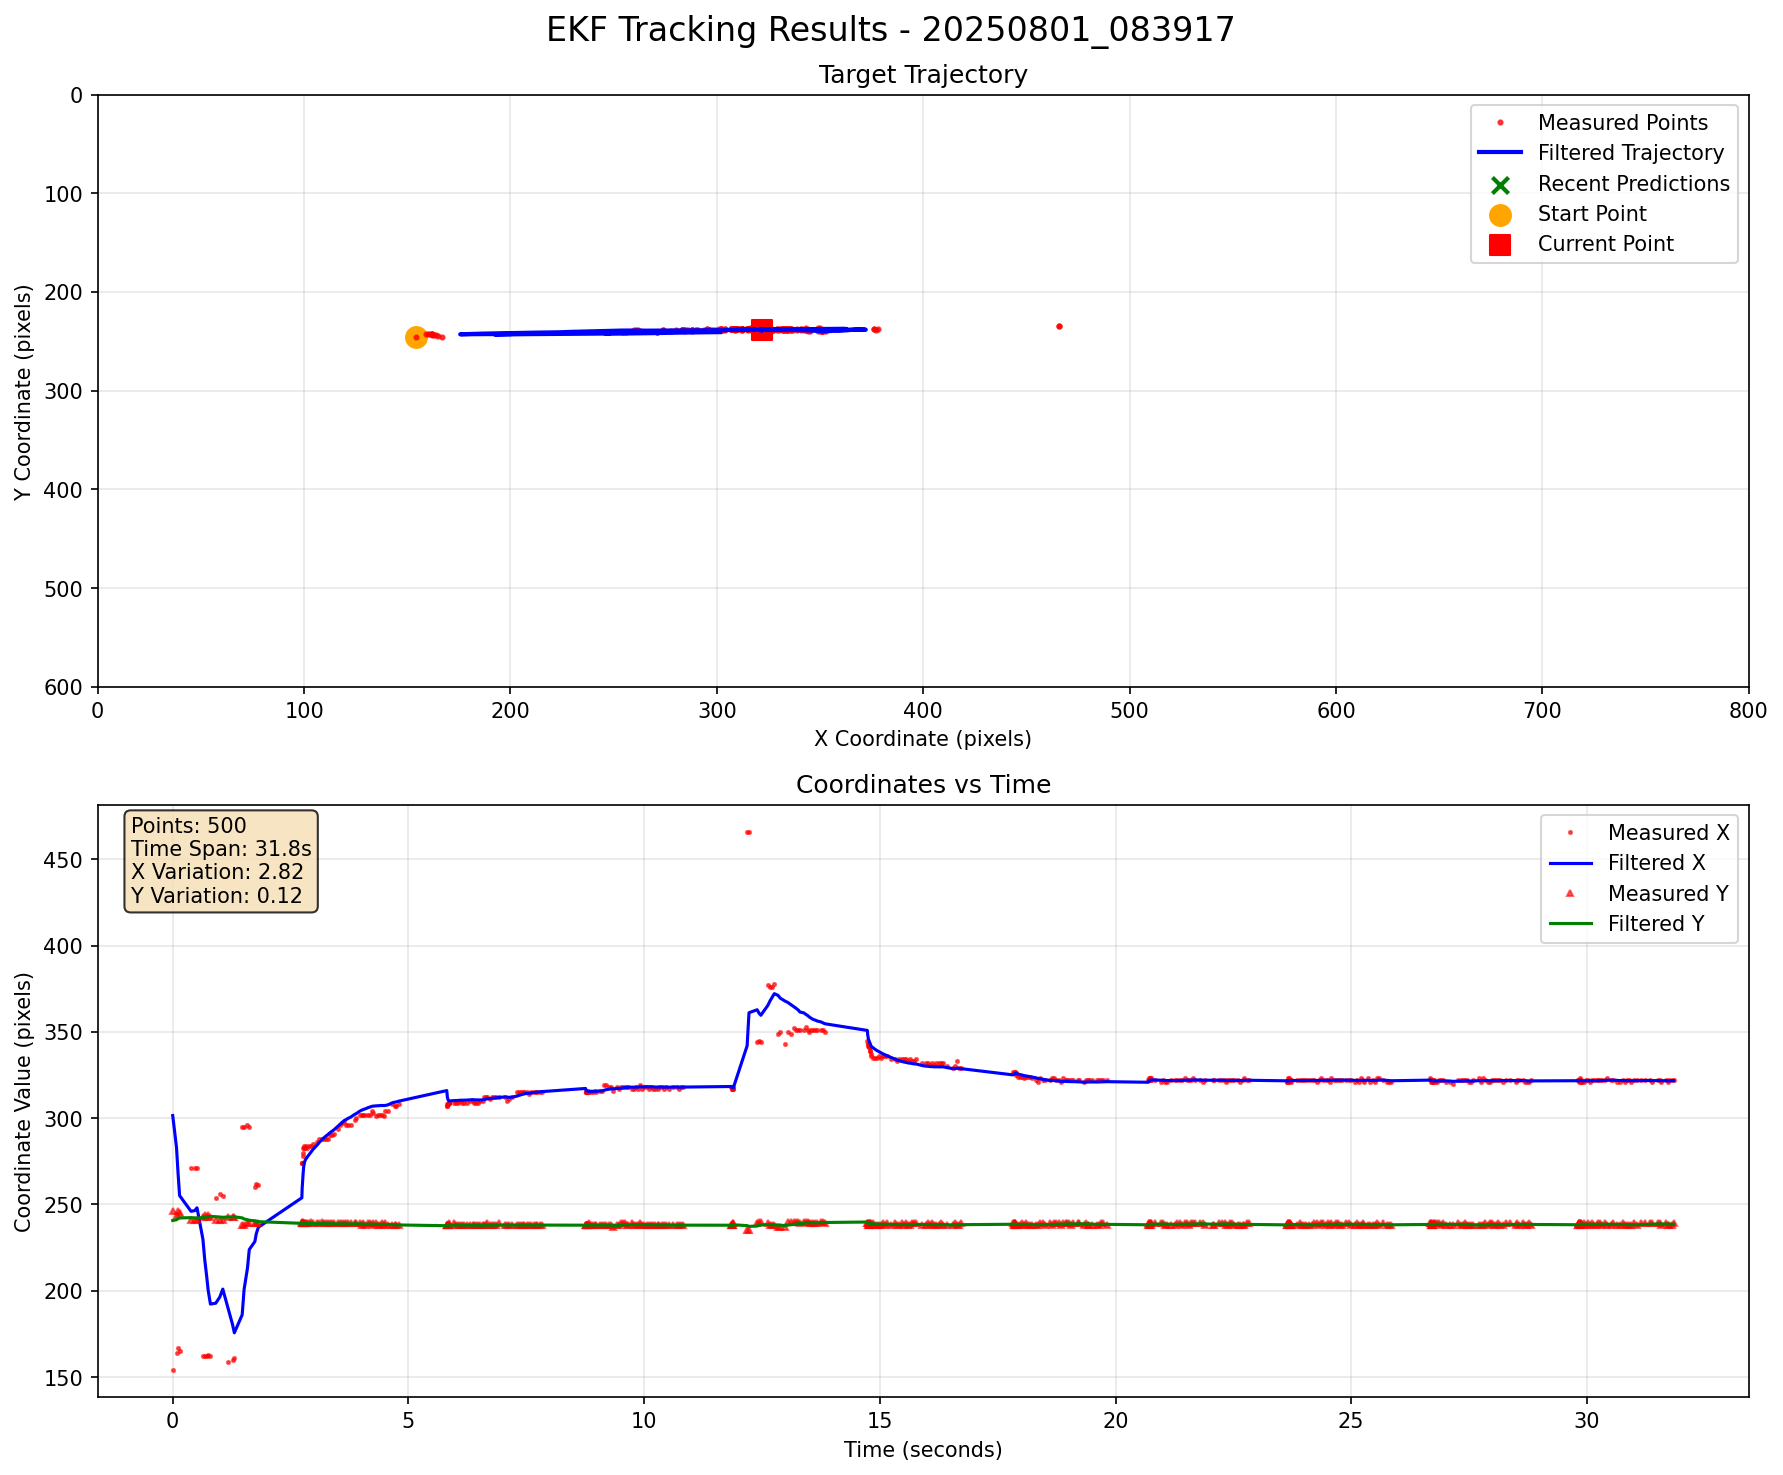 EKF Tracking Results - 20250801_083917
Target Trajectory
Y Coordinate (pixels)
0
100
200
300
400
500
600
Measured Points
Filtered Trajectory
Recent Predictions
Start Point
Current Point
0 100 200 300 400 500 600 700 800
X Coordinate (pixels)
Coordinates vs Time
Coordinate Value (pixels)
450
400
350
300
250
200
150
Points: 500
Time Span: 31.8s
X Variation: 2.82
Y Variation: 0.12
Measured X
Filtered X
Measured Y
Filtered Y
0 5 10 15 20 25 30
Time (seconds)